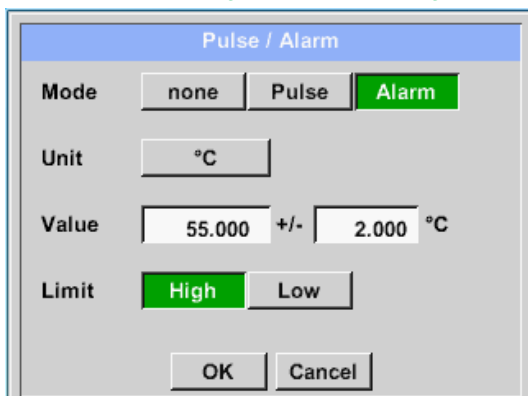 Pulse / Alarm
Mode none Pulse Alarm
Unit °C
Value 55.000 +/- 2.000 °C
Limit High Low
OK Cancel